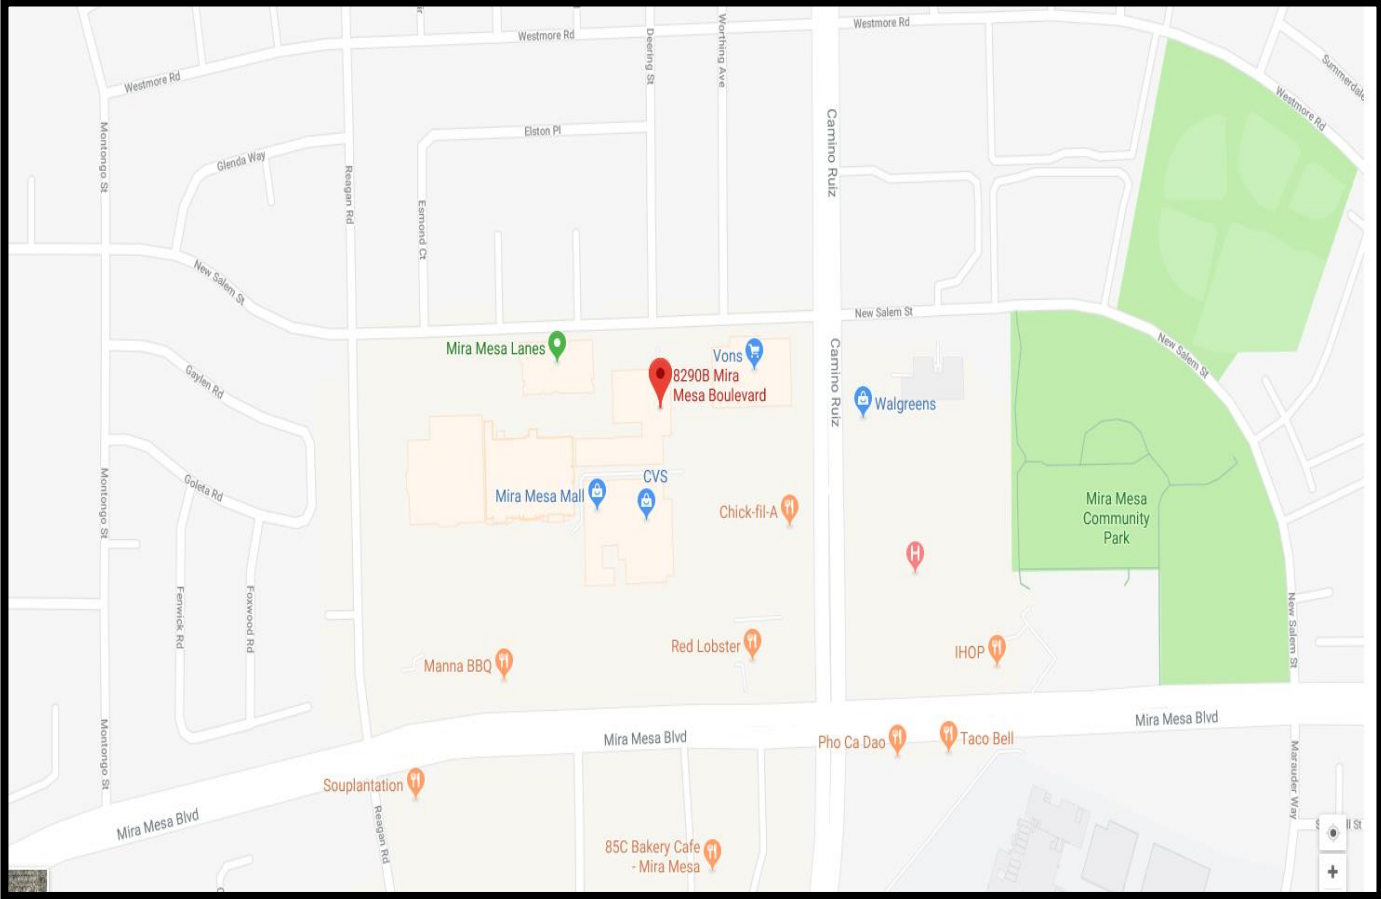 Westmore Rd
Westmore Rd
Westmore Rd
Westmore Rd
Summerdale
Deering St
Worthing Ave
Camino Ruiz
Elston Pl
Glenda Way
Montongo St
Reagan Rd
Esmond Ct
New Salem St
New Salem St
New Salem St
Mira Mesa Lanes
Vons
8290B Mira
Mesa Boulevard
Camino Ruiz
Walgreens
Gaylen Rd
Goleta Rd
Montongo St
Mira Mesa Mall
CVS
Chick-fil-A
H
Mira Mesa
Community
Park
Fenwick Rd
Foxwood Rd
New Salem St
Manna BBQ
Red Lobster
IHOP
Montongo St
Mira Mesa Blvd
Mira Mesa Blvd
Pho Ca Dao
Taco Bell
Souplantation
Marauder Way
Mira Mesa Blvd
Reagan Rd
85C Bakery Cafe
- Mira Mesa
+